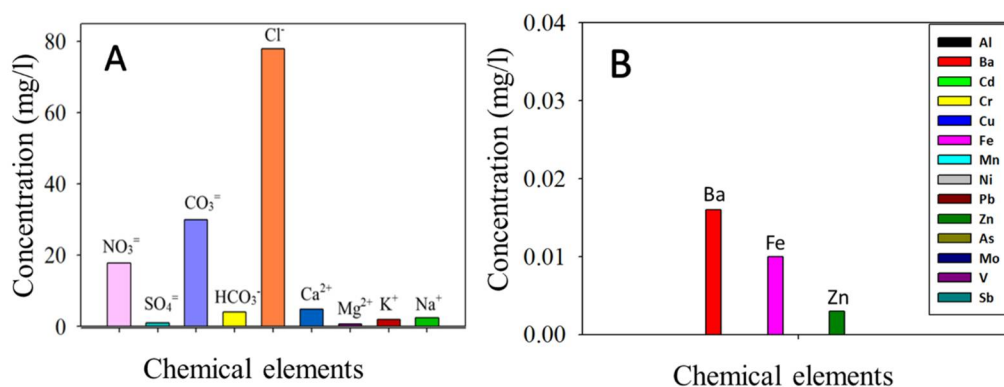 A
Concentration (mg/l)
80
60
40
20
0
NO₃⁼
SO₄⁼
CO₃⁼
HCO₃⁻
Cl⁻
Ca²⁺
Mg²⁺
K⁺
Na⁺
Chemical elements
B
Concentration (mg/l)
0.04
0.03
0.02
0.01
0.00
Ba
Fe
Zn
Chemical elements
Al
Ba
Cd
Cr
Cu
Fe
Mn
Ni
Pb
Zn
As
Mo
V
Sb